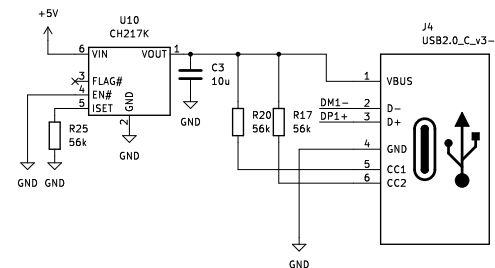 +5V
U10
CH217K
6 VIN VOUT 1
3 FLAG#
4 EN#
5 ISET
GND
2
GND
R25
56k
GND GND
C3
10u
GND
R20
56k
R17
56k
J4
USB2.0_C_v3-
1 VBUS
DM1- 2 D-
DP1+ 3 D+
4 GND
5 CC1
6 CC2
GND